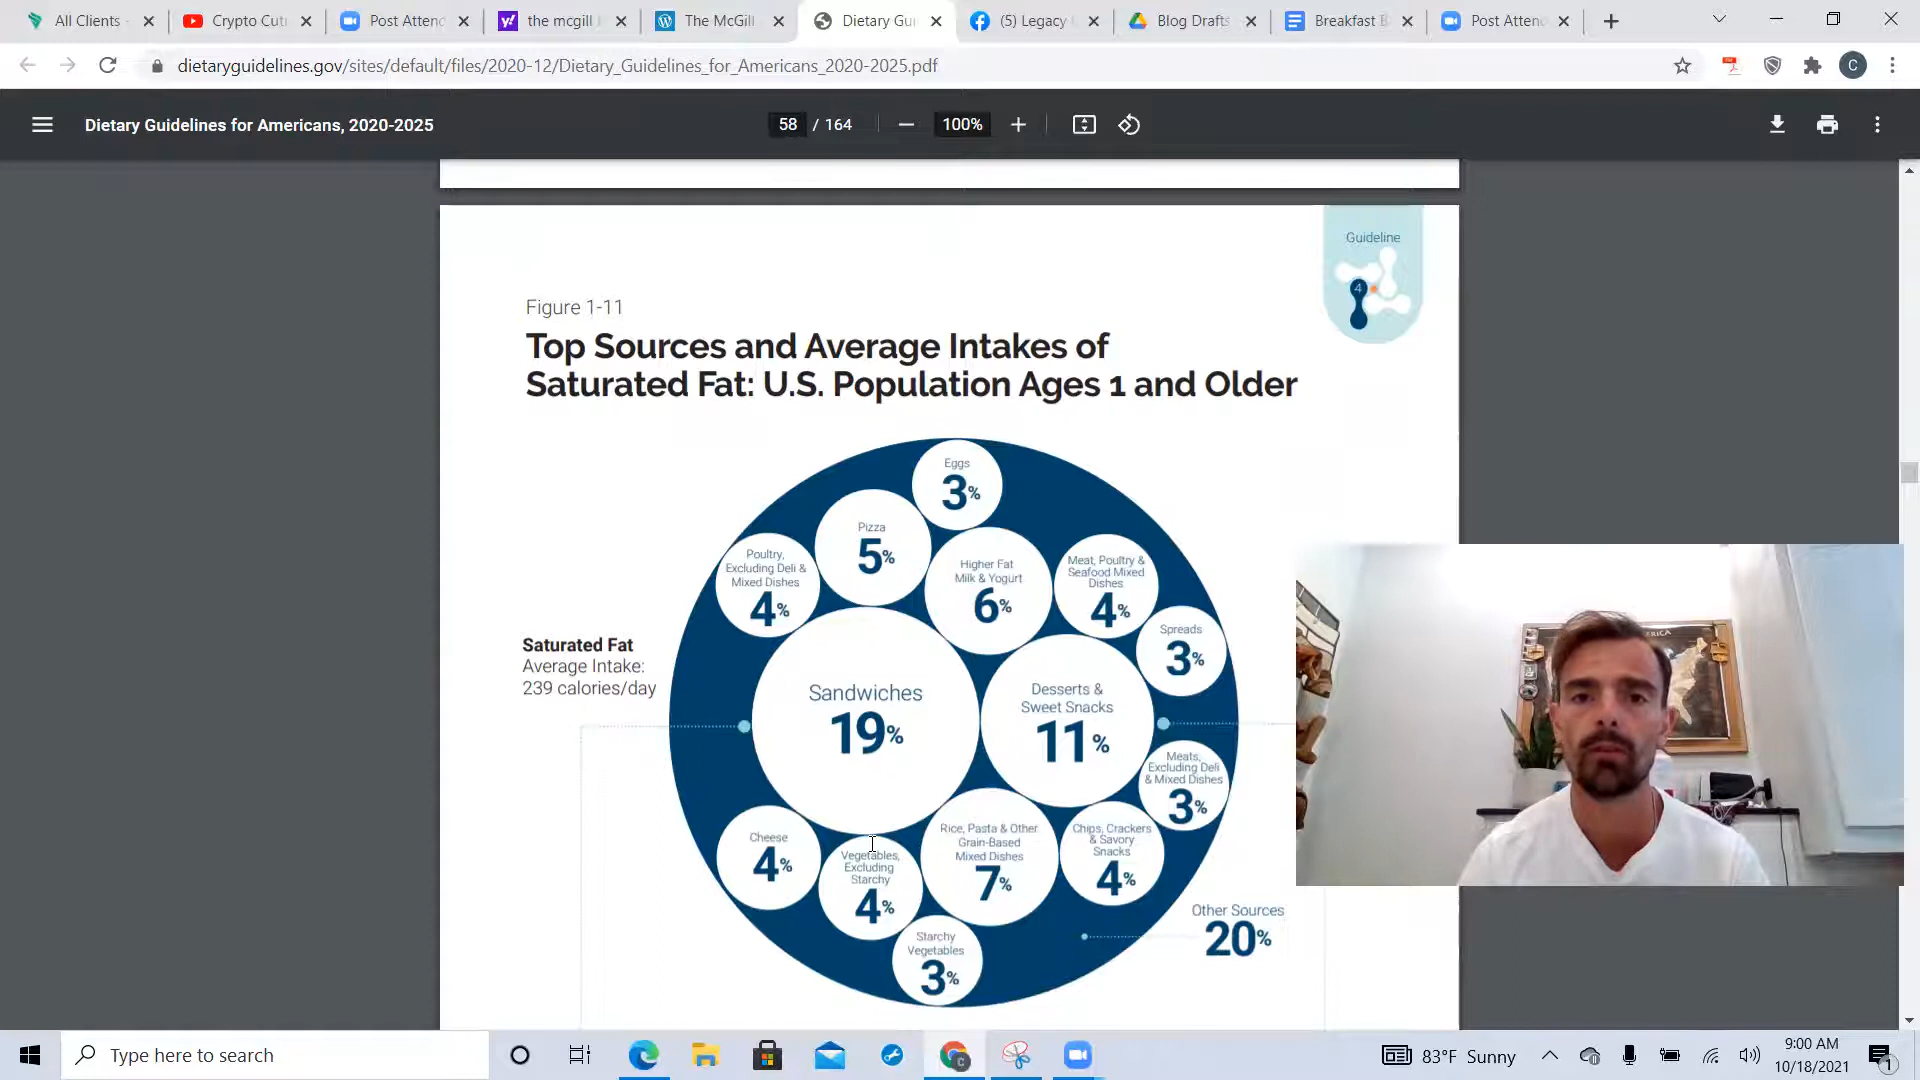 All Clients -
Crypto Cut
Post Attend
the mcgill
The McGill
Dietary Gui
(5) Legacy
Blog Drafts
Breakfast B
Post Attend
dietaryguidelines.gov/sites/default/files/2020-12/Dietary_Guidelines_for_Americans_2020-2025.pdf
C
Dietary Guidelines for Americans, 2020-2025
58 / 164
100%
Guideline
4
Figure 1-11
Top Sources and Average Intakes of
Saturated Fat: U.S. Population Ages 1 and Older
Eggs
3%
Pizza
5%
Poultry,
Excluding Deli &
Mixed Dishes
4%
Higher Fat
Milk & Yogurt
6%
Meat, Poultry &
Seafood Mixed
Dishes
4%
Spreads
3%
Saturated Fat
Average Intake:
239 calories/day
Sandwiches
19%
Desserts &
Sweet Snacks
11%
Meats,
Excluding Deli
& Mixed Dishes
3%
Cheese
4%
Vegetables,
Excluding
Starchy
4%
Rice, Pasta & Other
Grain-Based
Mixed Dishes
7%
Chips, Crackers
& Savory
Snacks
4%
Starchy
Vegetables
3%
Other Sources
20%
Type here to search
83°F Sunny
9:00 AM
10/18/2021
1